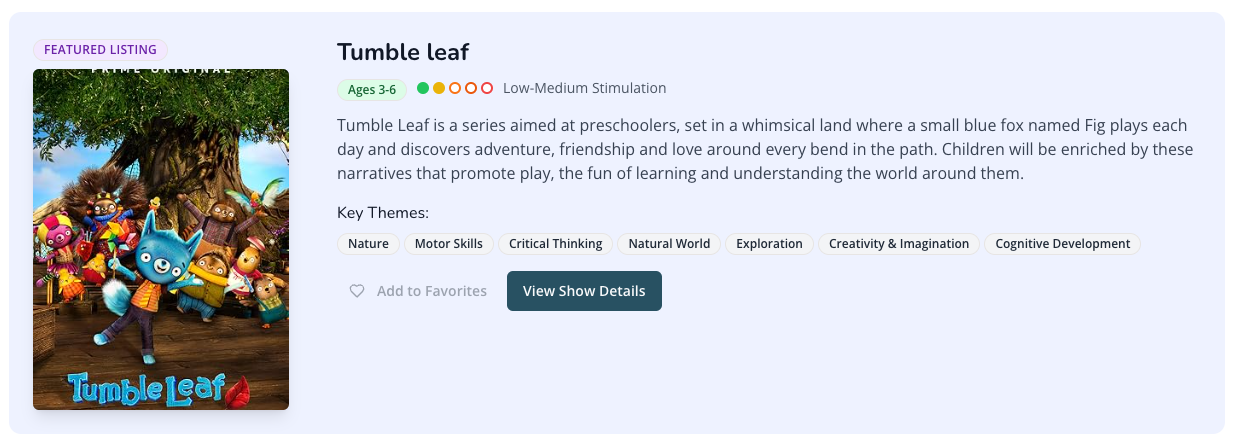 FEATURED LISTING
PRIME ORIGINAL
Tumble Leaf
Tumble leaf
Ages 3-6
Low-Medium Stimulation
Tumble Leaf is a series aimed at preschoolers, set in a whimsical land where a small blue fox named Fig plays each
day and discovers adventure, friendship and love around every bend in the path. Children will be enriched by these
narratives that promote play, the fun of learning and understanding the world around them.
Key Themes:
Nature Motor Skills Critical Thinking Natural World Exploration Creativity & Imagination Cognitive Development
Add to Favorites View Show Details